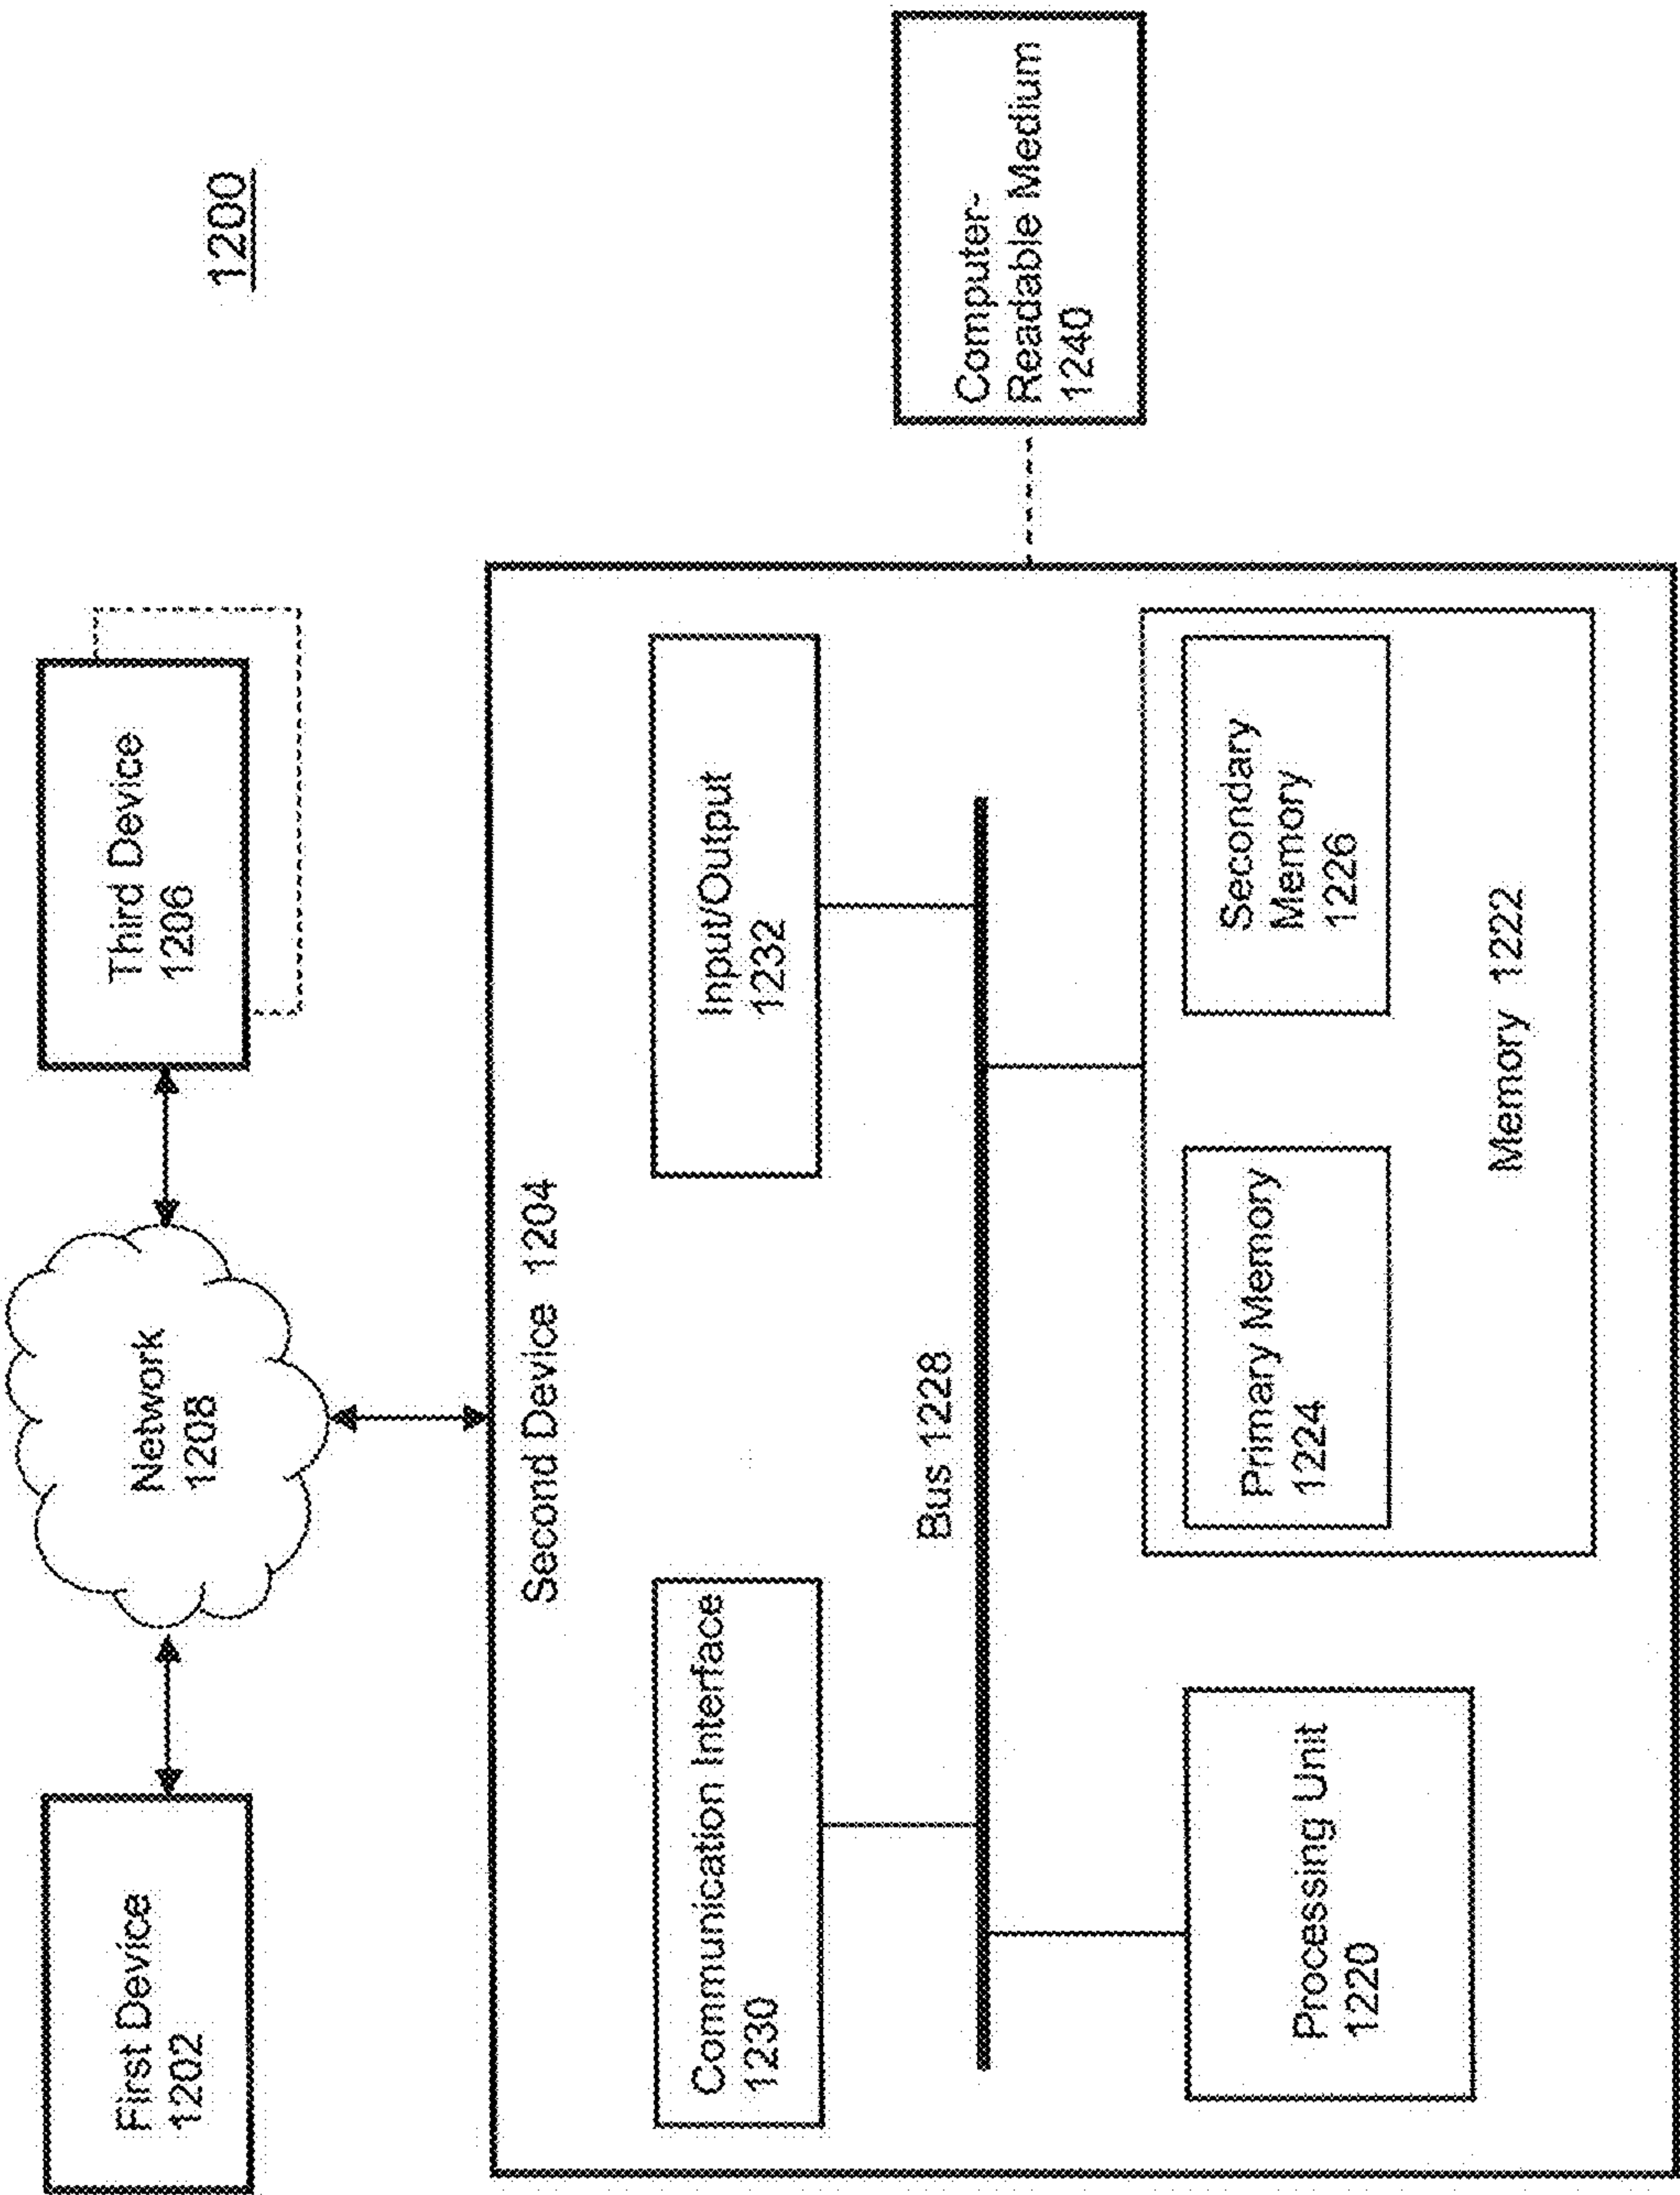 1200
First Device
1202
Network
1208
Third Device
1206
Second Device 1204
Communication Interface
1230
Input/Output
1232
Bus 1228
Processing Unit
1220
Primary Memory
1224
Secondary
Memory
1226
Memory 1222
Computer-
Readable Medium
1240